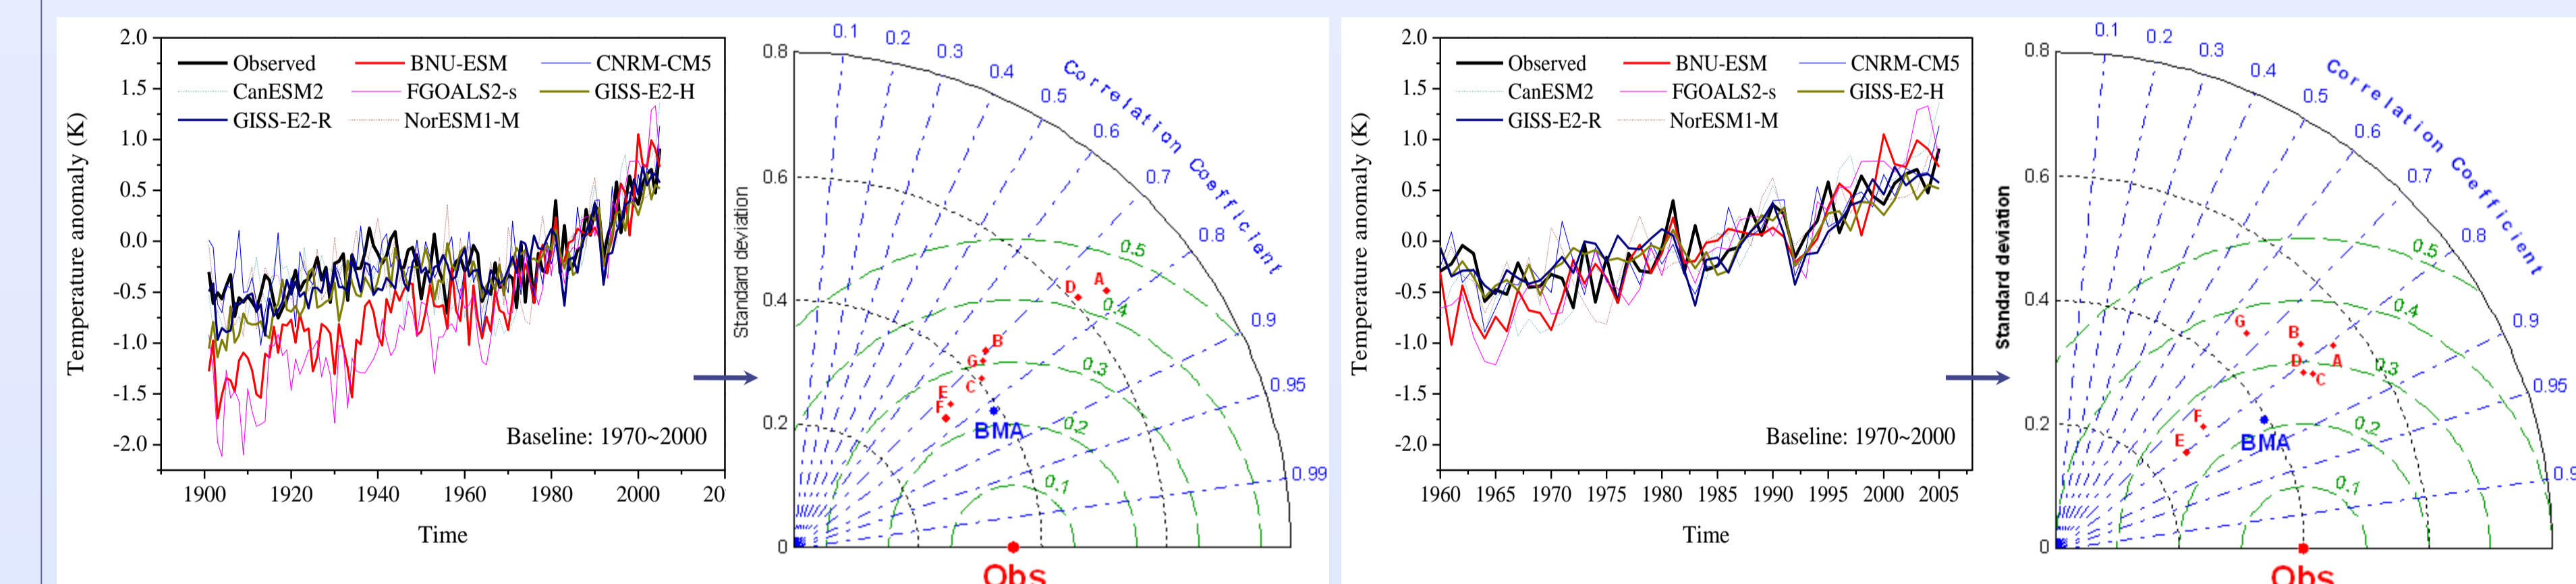 2.0
1.5
1.0
0.5
0.0
-0.5
-1.0
-1.5
-2.0
Temperature anomaly (K)
Observed BNU-ESM CNRM-CM5
CanESM2 FGOALS2-s GISS-E2-H
GISS-E2-R NorESM1-M
Baseline: 1970~2000
1900 1920 1940 1960 1980 2000 20
Time
0.8
0.6
0.4
0.2
0
Standard deviation
0.1 0.2 0.3 0.4 0.5 0.6 0.7 0.8 0.9 0.95 0.99
Correlation Coefficient
0.5
0.4
0.3
0.2
0.1
D A
B
G
C
E
F
BMA
Obs
2.0
1.5
1.0
0.5
0.0
-0.5
-1.0
-1.5
-2.0
Temperature anomaly (K)
Observed BNU-ESM CNRM-CM5
CanESM2 FGOALS2-s GISS-E2-H
GISS-E2-R NorESM1-M
Baseline: 1970~2000
1960 1965 1970 1975 1980 1985 1990 1995 2000 2005
Time
0.8
0.6
0.4
0.2
0
Standard deviation
0.1 0.2 0.3 0.4 0.5 0.6 0.7 0.8 0.9 0.95 0.9
Correlation Coefficient
0.5
0.4
0.3
0.2
0.1
G B
D A
C
F
E
BMA
Obs